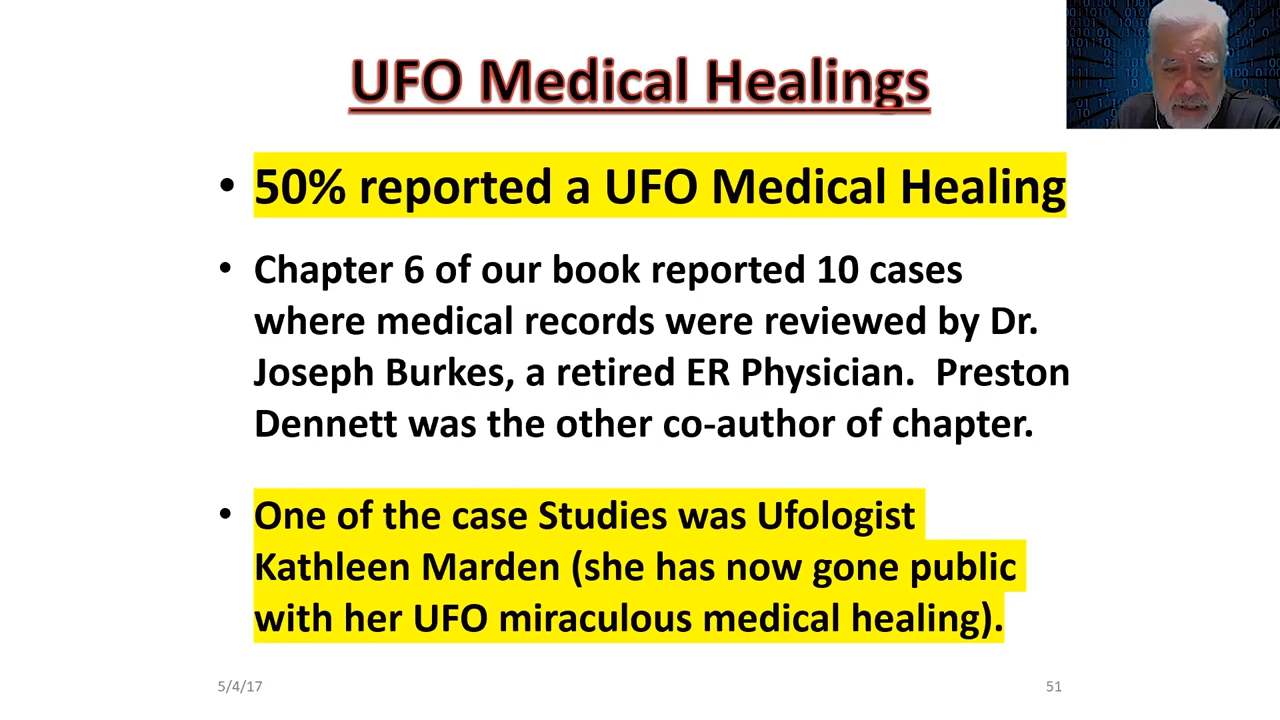 UFO Medical Healings
• 50% reported a UFO Medical Healing
• Chapter 6 of our book reported 10 cases
where medical records were reviewed by Dr.
Joseph Burkes, a retired ER Physician.  Preston
Dennett was the other co-author of chapter.
• One of the case Studies was Ufologist
Kathleen Marden (she has now gone public
with her UFO miraculous medical healing).
5/4/17
51